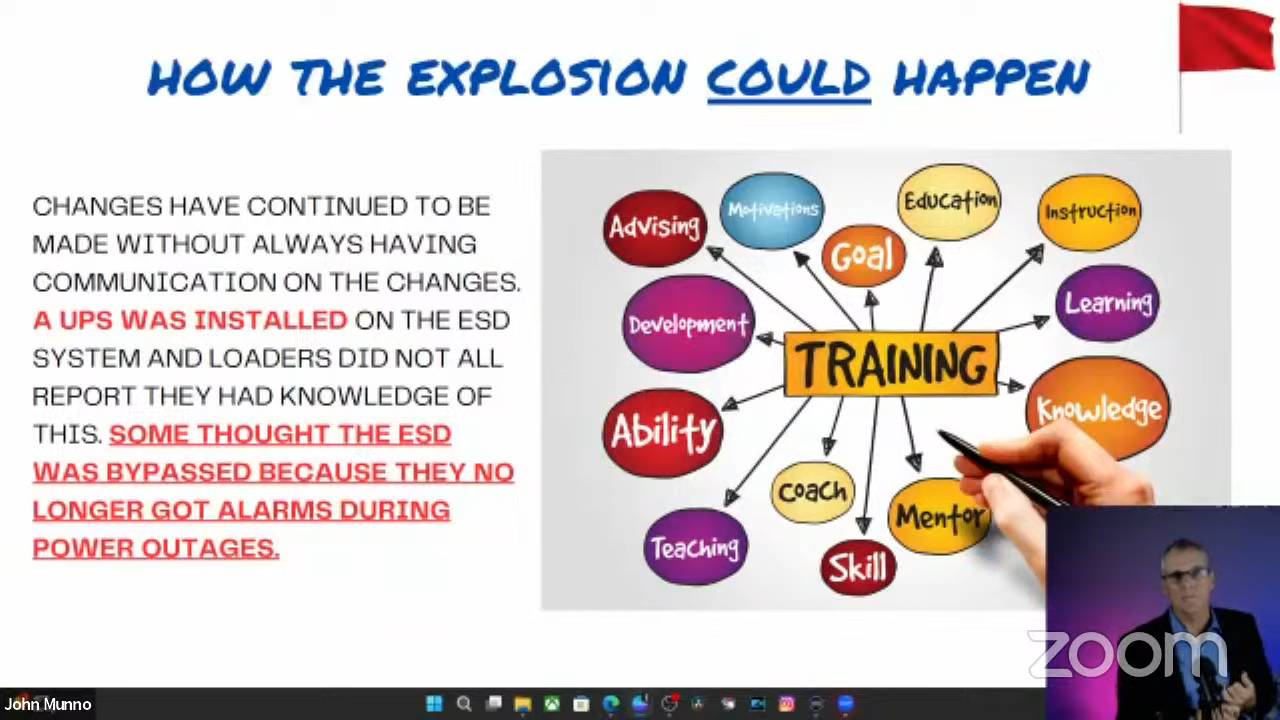 HOW THE EXPLOSION COULD HAPPEN
CHANGES HAVE CONTINUED TO BE
MADE WITHOUT ALWAYS HAVING
COMMUNICATION ON THE CHANGES.
A UPS WAS INSTALLED ON THE ESD
SYSTEM AND LOADERS DID NOT ALL
REPORT THEY HAD KNOWLEDGE OF
THIS. SOME THOUGHT THE ESD
WAS BYPASSED BECAUSE THEY NO
LONGER GOT ALARMS DURING
POWER OUTAGES.
Advising
Motivations
Goal
Education
Instruction
Development
Learning
TRAINING
Ability
Knowledge
Coach
Mentor
Teaching
Skill
zoom
John Munno